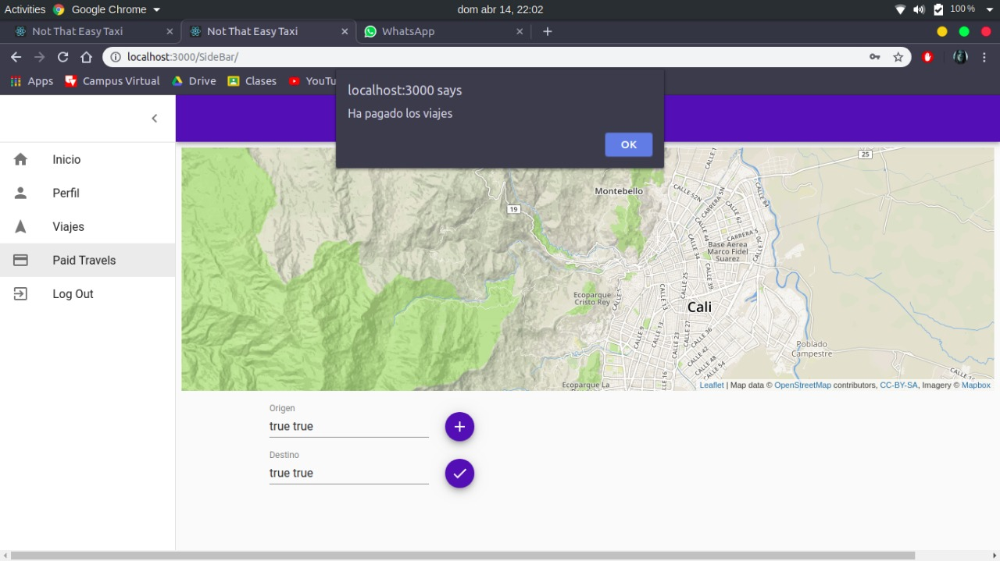 Activities Google Chrome dom abr 14, 22:02 100 %
Not That Easy Taxi Not That Easy Taxi WhatsApp
localhost:3000/SideBar/
Apps Campus Virtual Drive Clases YouTu
localhost:3000 says
Ha pagado los viajes
OK
Inicio
Perfil
Viajes
Paid Travels
Log Out
25
CALLE 84
CALLE 52N
CARRERA 5N
Montebello
19
CALLE 62
CALLE 44
CARRERA 5
CALLE 70
Base Aerea
Marco Fidel
Suarez
CALLE 34
CALLE 39
CALLE 25
Ecoparque
Cristo Rey
CALLE 1
CALLE 13
Cali
CALLE 9
CALLE 13
CALLE 23
CALLE 27
CALLE 36
CALLE 42
CALLE 48
CALLE 54
Poblado
Campestre
CALLE 16
Ecoparque La
Leaflet | Map data © OpenStreetMap contributors, CC-BY-SA, Imagery © Mapbox
Origen
true true
Destino
true true